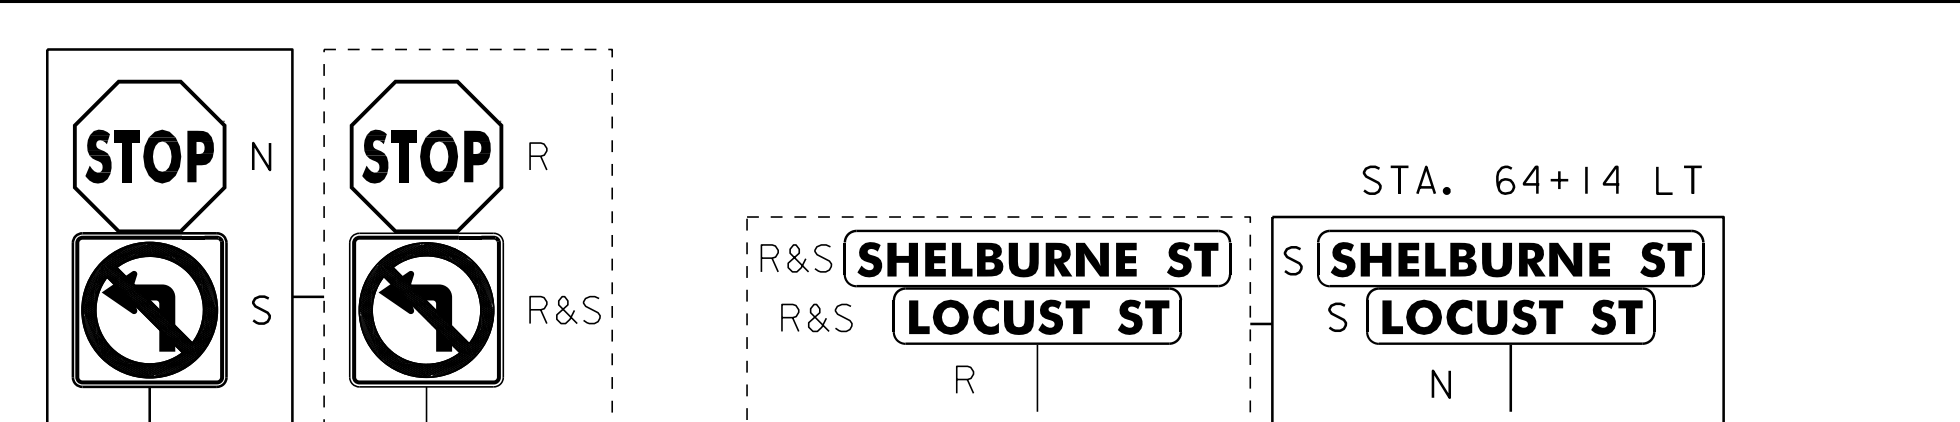 STOP N
STOP R
S
R&S
STA. 64+14 LT
R&S SHELBURNE ST
R&S LOCUST ST
R
S SHELBURNE ST
S LOCUST ST
N